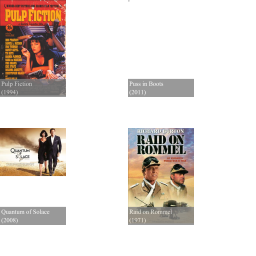 PULP FICTION
Pulp Fiction
(1994)
Puss in Boots
(2011)
QUANTUM
OF SOLACE
Quantum of Solace
(2008)
RICHARD BURTON
RAID ON
ROMMEL
Raid on Rommel
(1971)